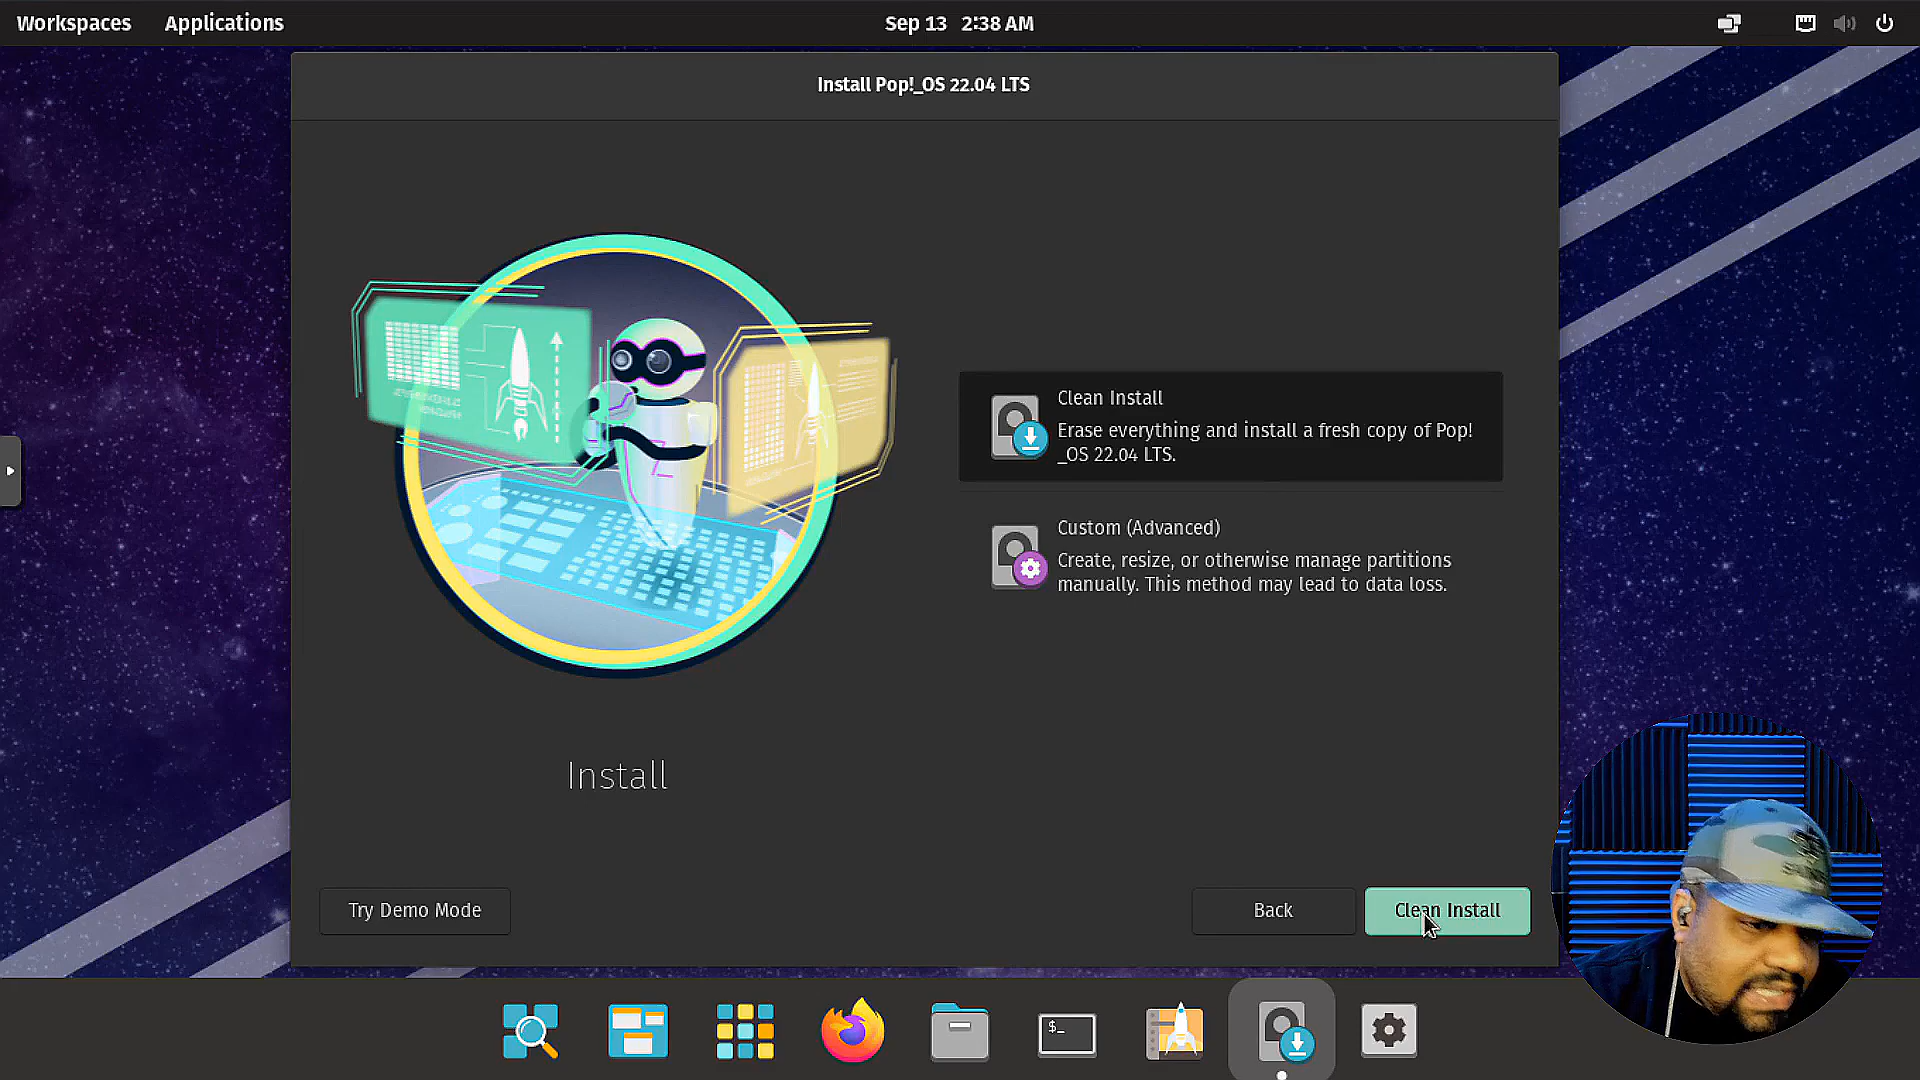 Workspaces Applications Sep 13 2:38 AM
Install Pop!_OS 22.04 LTS
Clean Install
Erase everything and install a fresh copy of Pop!
_OS 22.04 LTS.
Custom (Advanced)
Create, resize, or otherwise manage partitions
manually. This method may lead to data loss.
Install
Try Demo Mode
Back
Clean Install
$_